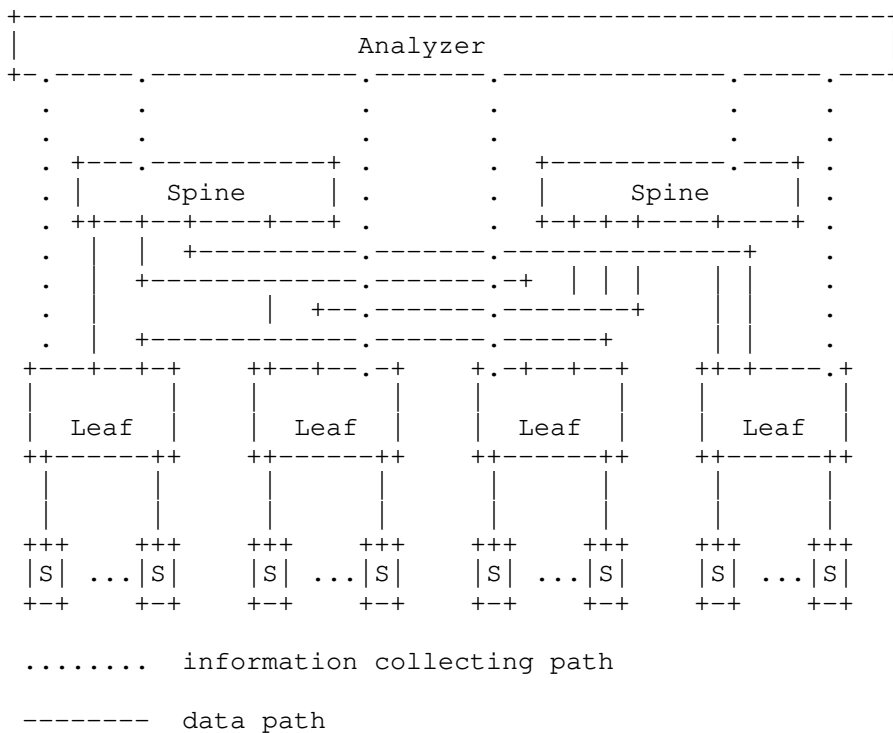 Analyzer
Spine Spine
Leaf Leaf Leaf Leaf
S ... S S ... S S ... S S ... S
........ information collecting path
-------- data path